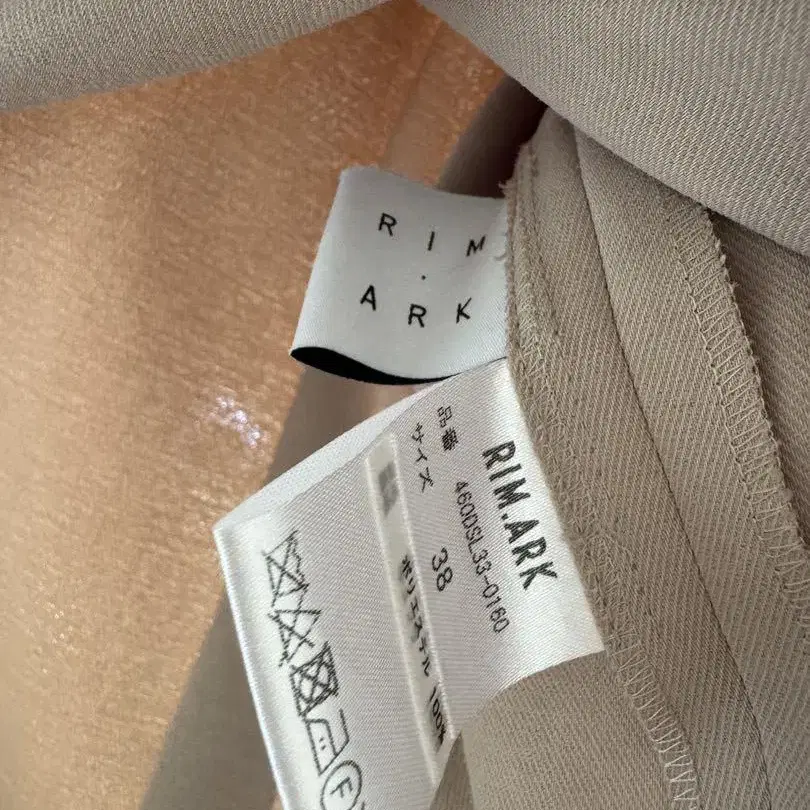 RIM
.
ARK
RIM.ARK
品番 460DSL33-0160
サイズ 38
ポリエステル 100%
F